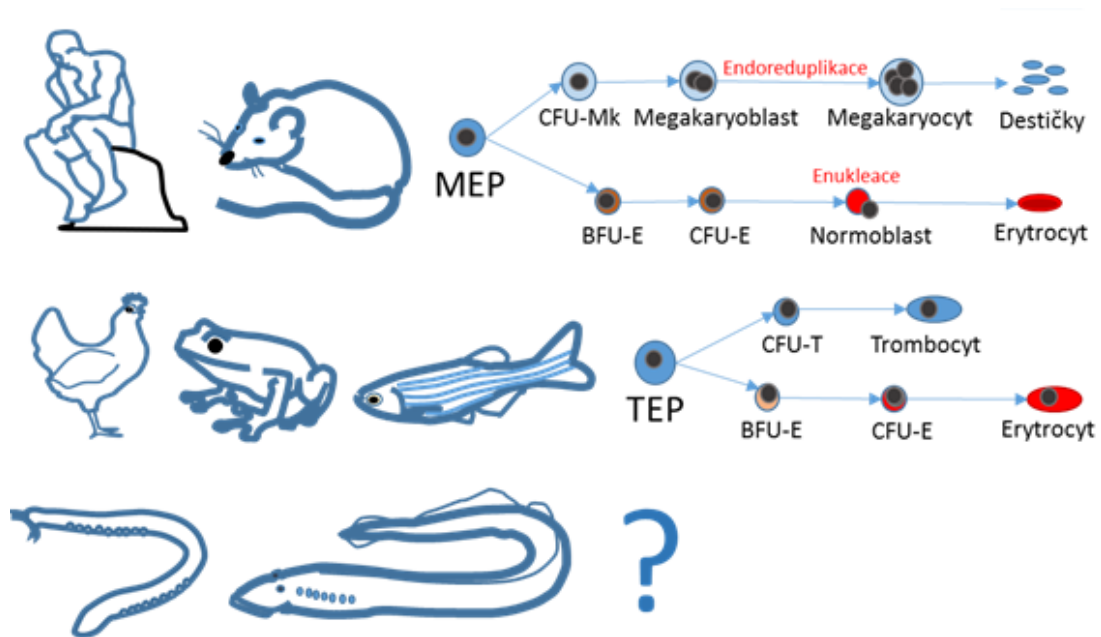 Endoreduplikace
CFU-Mk Megakaryoblast Megakaryocyt Destičky
MEP
Enukleace
BFU-E CFU-E Normoblast Erytrocyt
CFU-T Trombocyt
TEP
BFU-E CFU-E Erytrocyt
?